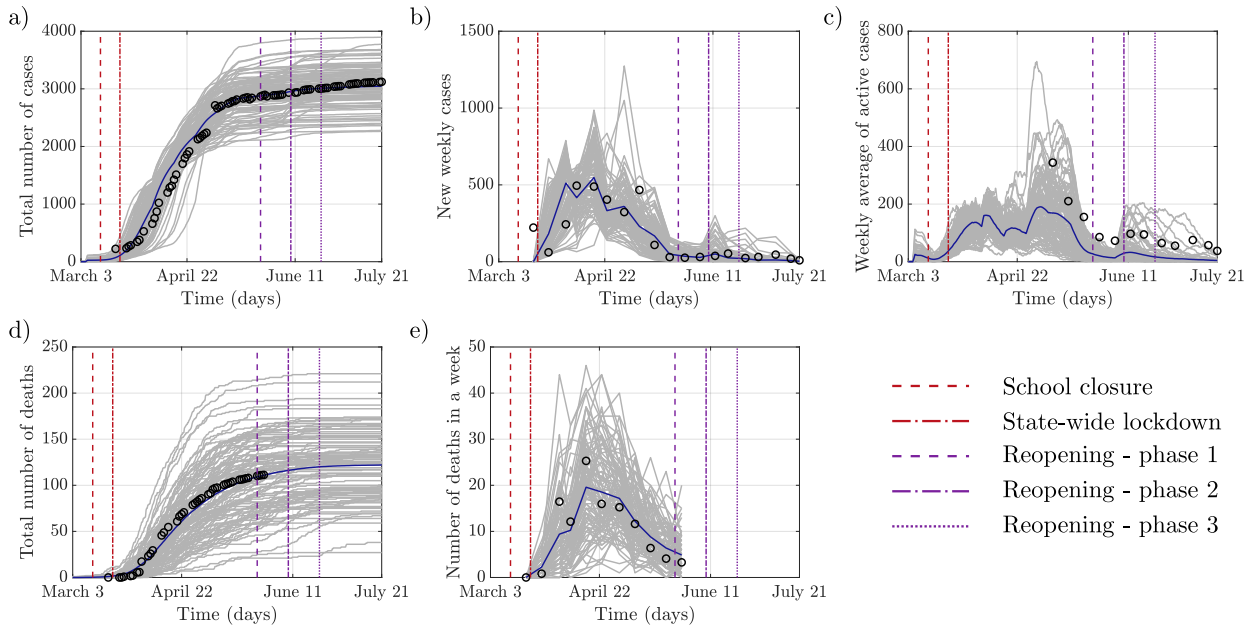 a)
4000
3000
2000
1000
0
Total number of cases
March 3
April 22
June 11
July 21
Time (days)
b)
1500
1000
500
0
New weekly cases
March 3
April 22
June 11
July 21
Time (days)
c)
800
600
400
200
0
Weekly average of active cases
March 3
April 22
June 11
July 21
Time (days)
d)
250
200
150
100
50
0
Total number of deaths
March 3
April 22
June 11
July 21
Time (days)
e)
50
40
30
20
10
0
Number of deaths in a week
March 3
April 22
June 11
July 21
Time (days)
School closure
State-wide lockdown
Reopening - phase 1
Reopening - phase 2
Reopening - phase 3